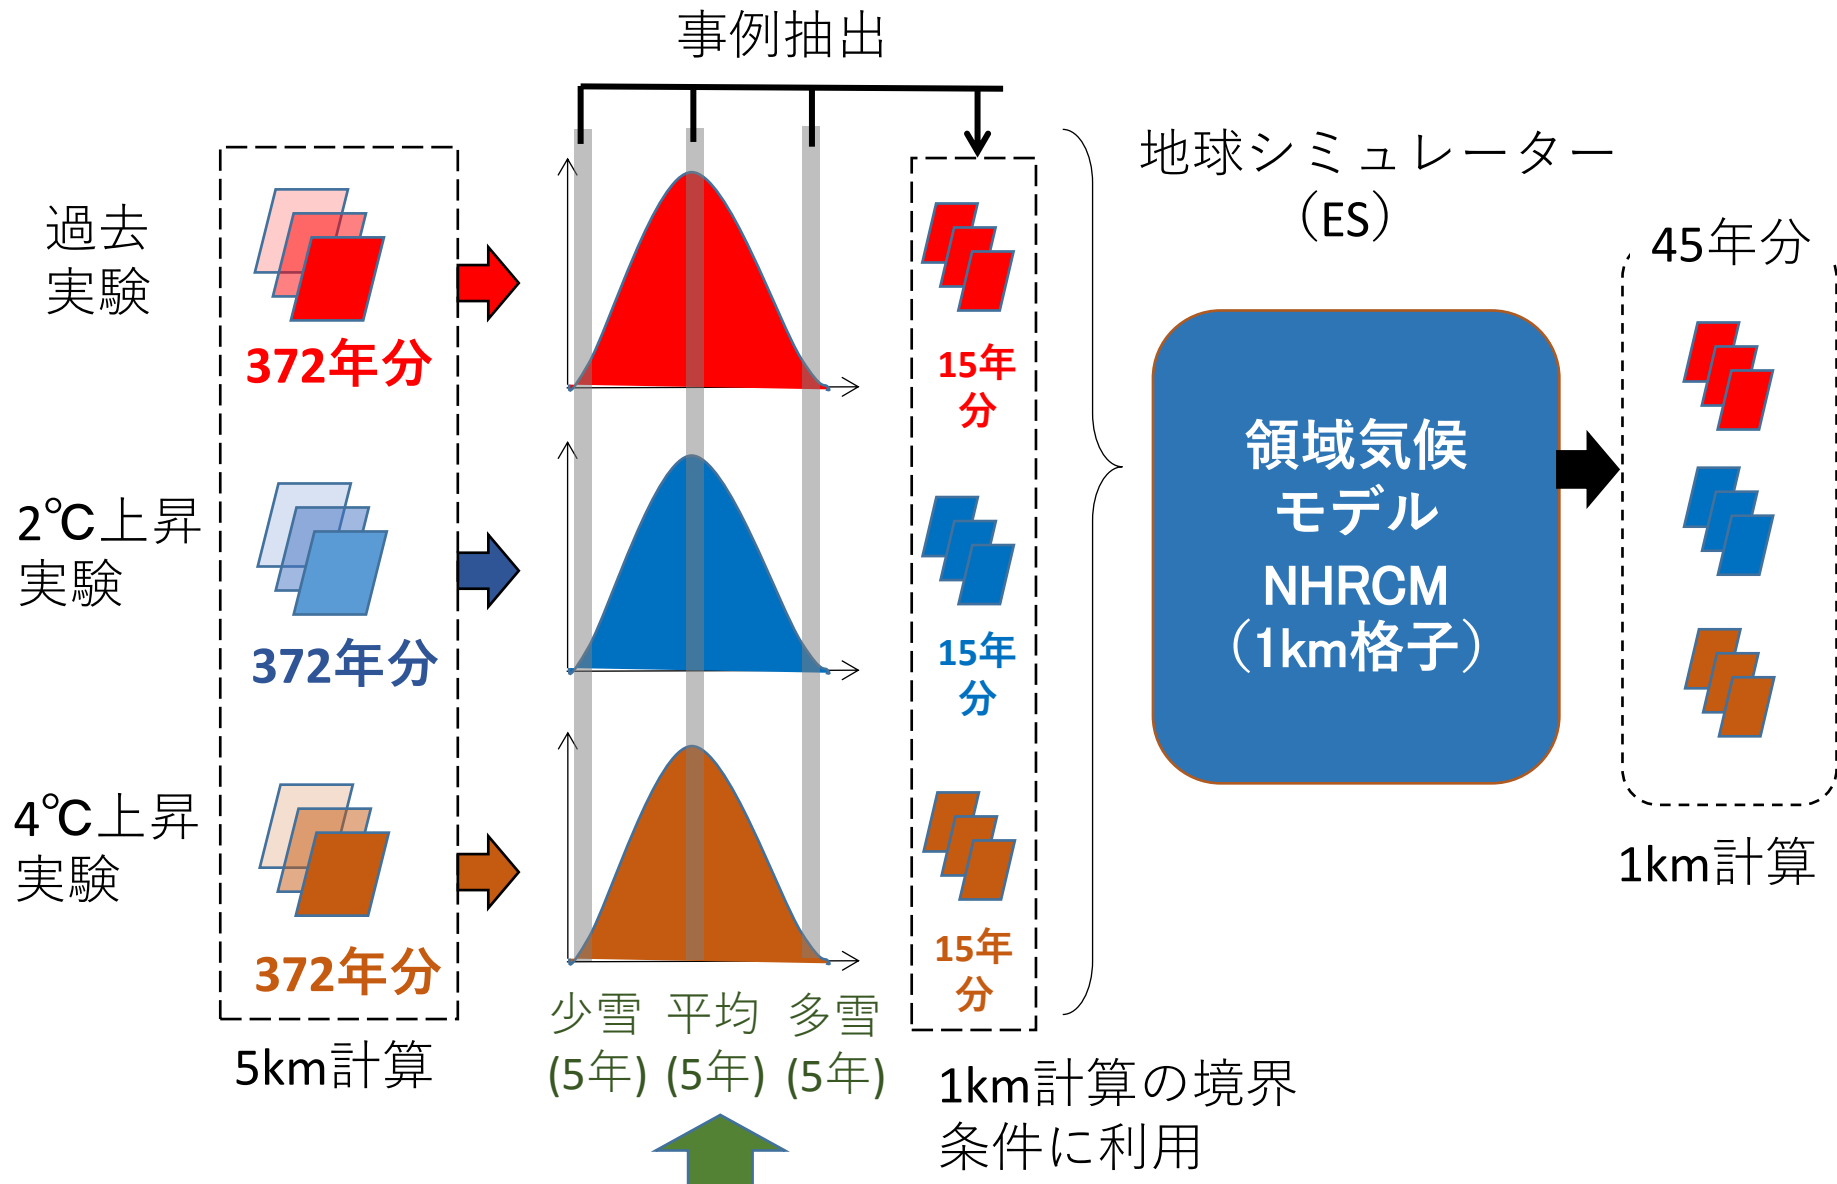 事例抽出
過去
実験
372年分
2℃上昇
実験
372年分
4℃上昇
実験
372年分
5km計算
少雪
(5年)
平均
(5年)
多雪
(5年)
15年
分
15年
分
15年
分
1km計算の境界
条件に利用
地球シミュレーター
（ES）
領域気候
モデル
NHRCM
（1km格子）
45年分
1km計算